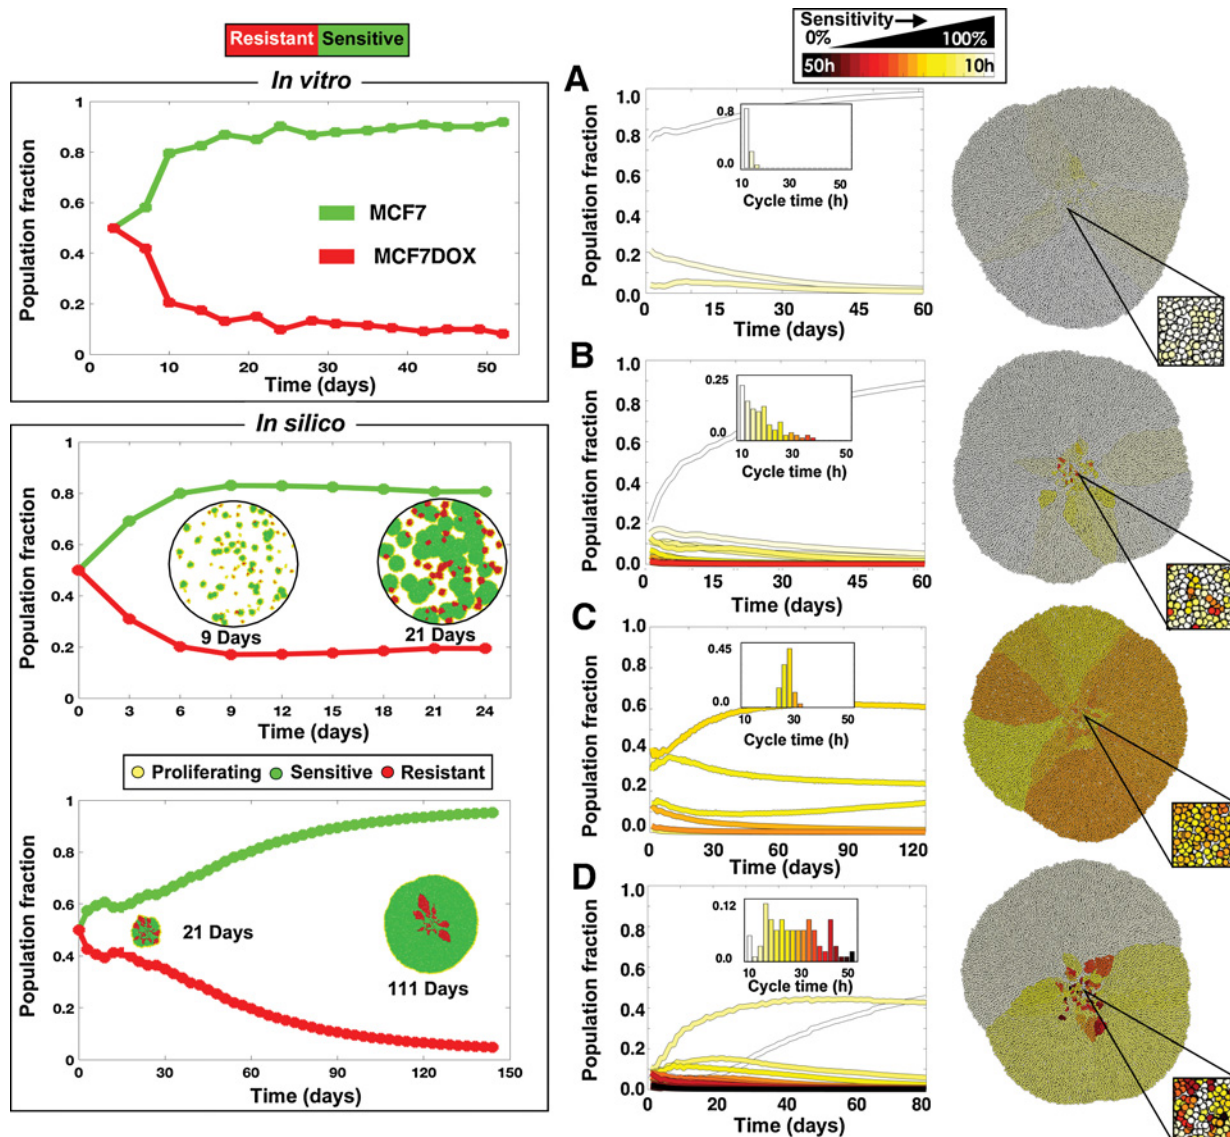 Resistant Sensitive
In vitro
Population fraction
1
0.8
0.6
0.4
0.2
0
MCF7
MCF7DOX
0 10 20 30 40 50
Time (days)
In silico
Population fraction
1
0.8
0.6
0.4
0.2
0
9 Days
21 Days
0 3 6 9 12 15 18 21 24
Time (days)
Proliferating Sensitive Resistant
Population fraction
1
0.8
0.6
0.4
0.2
0
21 Days
111 Days
0 30 60 90 120 150
Time (days)
Sensitivity
0% 100%
50h 10h
A
Population fraction
1.0
0.8
0.6
0.4
0.2
0.0
0.8
0.0
10 30 50
Cycle time (h)
0 15 30 45 60
Time (days)
B
Population fraction
1.0
0.8
0.6
0.4
0.2
0.0
0.25
0.0
10 30 50
Cycle time (h)
0 15 30 45 60
Time (days)
C
Population fraction
1.0
0.8
0.6
0.4
0.2
0.0
0.45
0.0
10 30 50
Cycle time (h)
0 30 60 90 120
Time (days)
D
Population fraction
1.0
0.8
0.6
0.4
0.2
0.0
0.12
0.0
10 30 50
Cycle time (h)
0 20 40 60 80
Time (days)